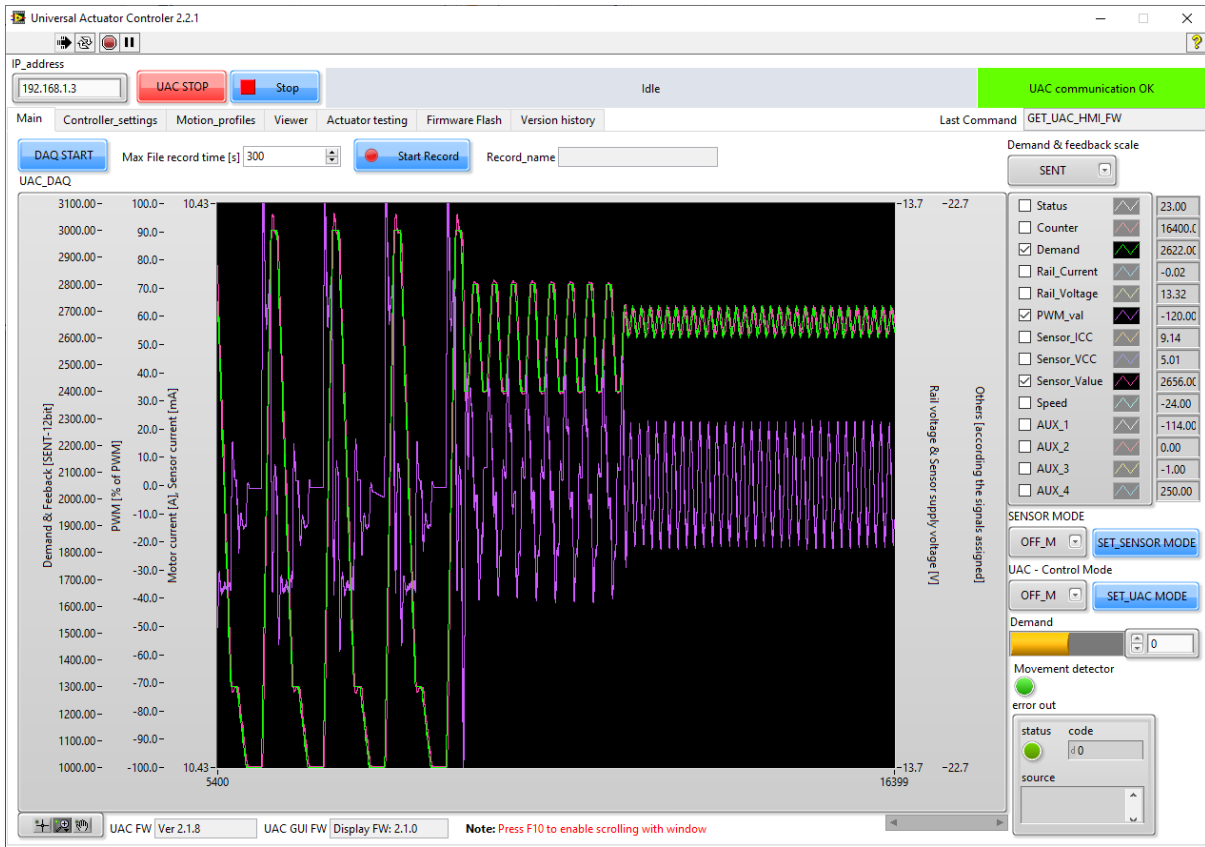 Universal Actuator Controler 2.2.1
IP_address
192.168.1.3
UAC STOP
Stop
Idle
UAC communication OK
Main Controller_settings Motion_profiles Viewer Actuator testing Firmware Flash Version history
Last Command GET_UAC_HMI_FW
DAQ START
Max File record time [s] 300
Start Record
Record_name
Demand & feedback scale
SENT
UAC_DAQ
3100.00
3000.00
2900.00
2800.00
2700.00
2600.00
2500.00
2400.00
2300.00
2200.00
2100.00
2000.00
1900.00
1800.00
1700.00
1600.00
1500.00
1400.00
1300.00
1200.00
1100.00
1000.00
Demand & Feeback [SENT-12bit]
100.0
90.0
80.0
70.0
60.0
50.0
40.0
30.0
20.0
10.0
0.0
-10.0
-20.0
-30.0
-40.0
-50.0
-60.0
-70.0
-80.0
-90.0
-100.0
PWM [% of PWM]
10.43
10.43
Motor current [A], Sensor current [mA]
5400
16399
13.7
-13.7
Rail voltage & Sensor supply voltage [V]
22.7
-22.7
Others [according the signals assigned]
Status 23.00
Counter 16400.0
Demand 2622.00
Rail_Current -0.02
Rail_Voltage 13.32
PWM_val -120.00
Sensor_ICC 9.14
Sensor_VCC 5.01
Sensor_Value 2656.00
Speed -24.00
AUX_1 -114.00
AUX_2 0.00
AUX_3 -1.00
AUX_4 250.00
SENSOR MODE
OFF_M SET_SENSOR MODE
UAC - Control Mode
OFF_M SET_UAC MODE
Demand
0
Movement detector
error out
status code
d 0
source
UAC FW Ver 2.1.8
UAC GUI FW Display FW: 2.1.0
Note: Press F10 to enable scrolling with window